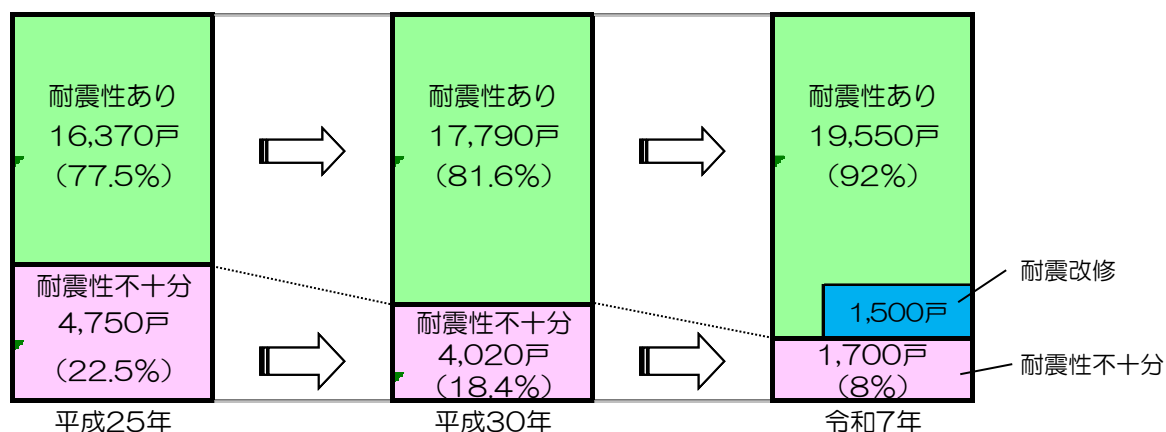 耐震性あり
16,370戸
（77.5%）
耐震性不十分
4,750戸
（22.5%）
平成25年
耐震性あり
17,790戸
（81.6%）
耐震性不十分
4,020戸
（18.4%）
平成30年
耐震性あり
19,550戸
（92%）
1,500戸
1,700戸
（8%）
令和7年
耐震改修
耐震性不十分